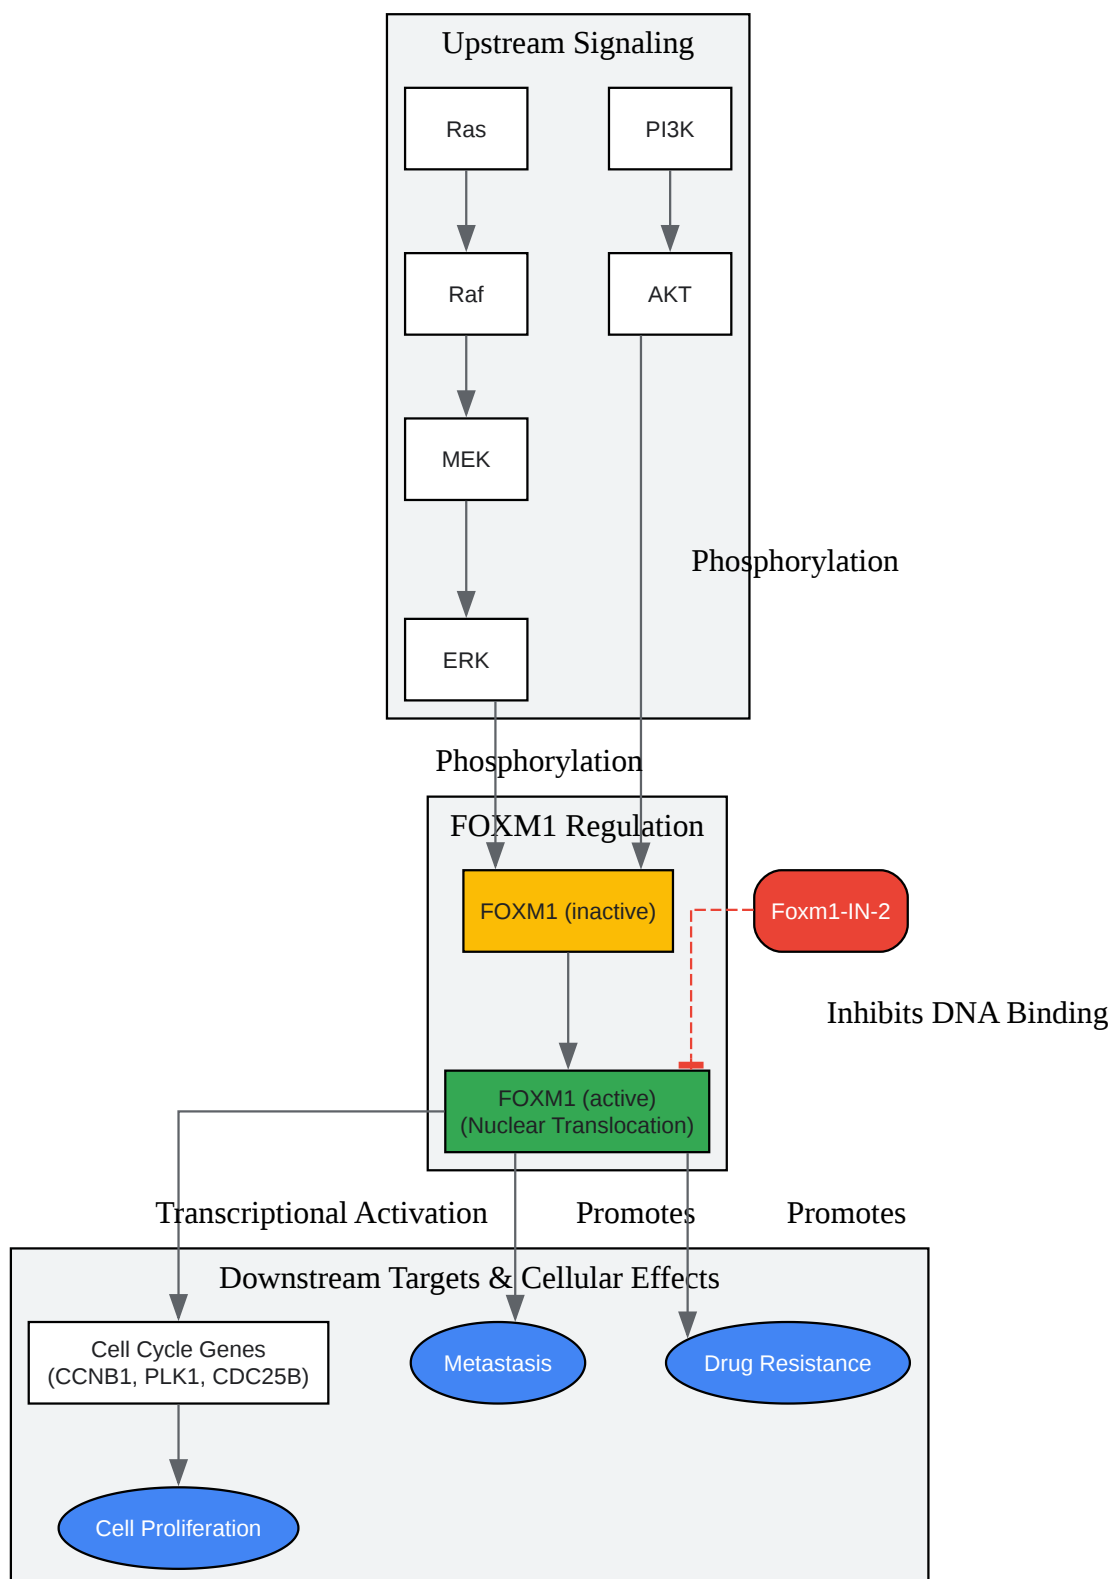 Upstream Signaling
Ras
PI3K
Raf
AKT
MEK
Phosphorylation
ERK
Phosphorylation
FOXM1 Regulation
FOXM1 (inactive)
Foxm1-IN-2
Inhibits DNA Binding
FOXM1 (active)
(Nuclear Translocation)
Transcriptional Activation
Promotes
Promotes
Downstream Targets & Cellular Effects
Cell Cycle Genes
(CCNB1, PLK1, CDC25B)
Metastasis
Drug Resistance
Cell Proliferation